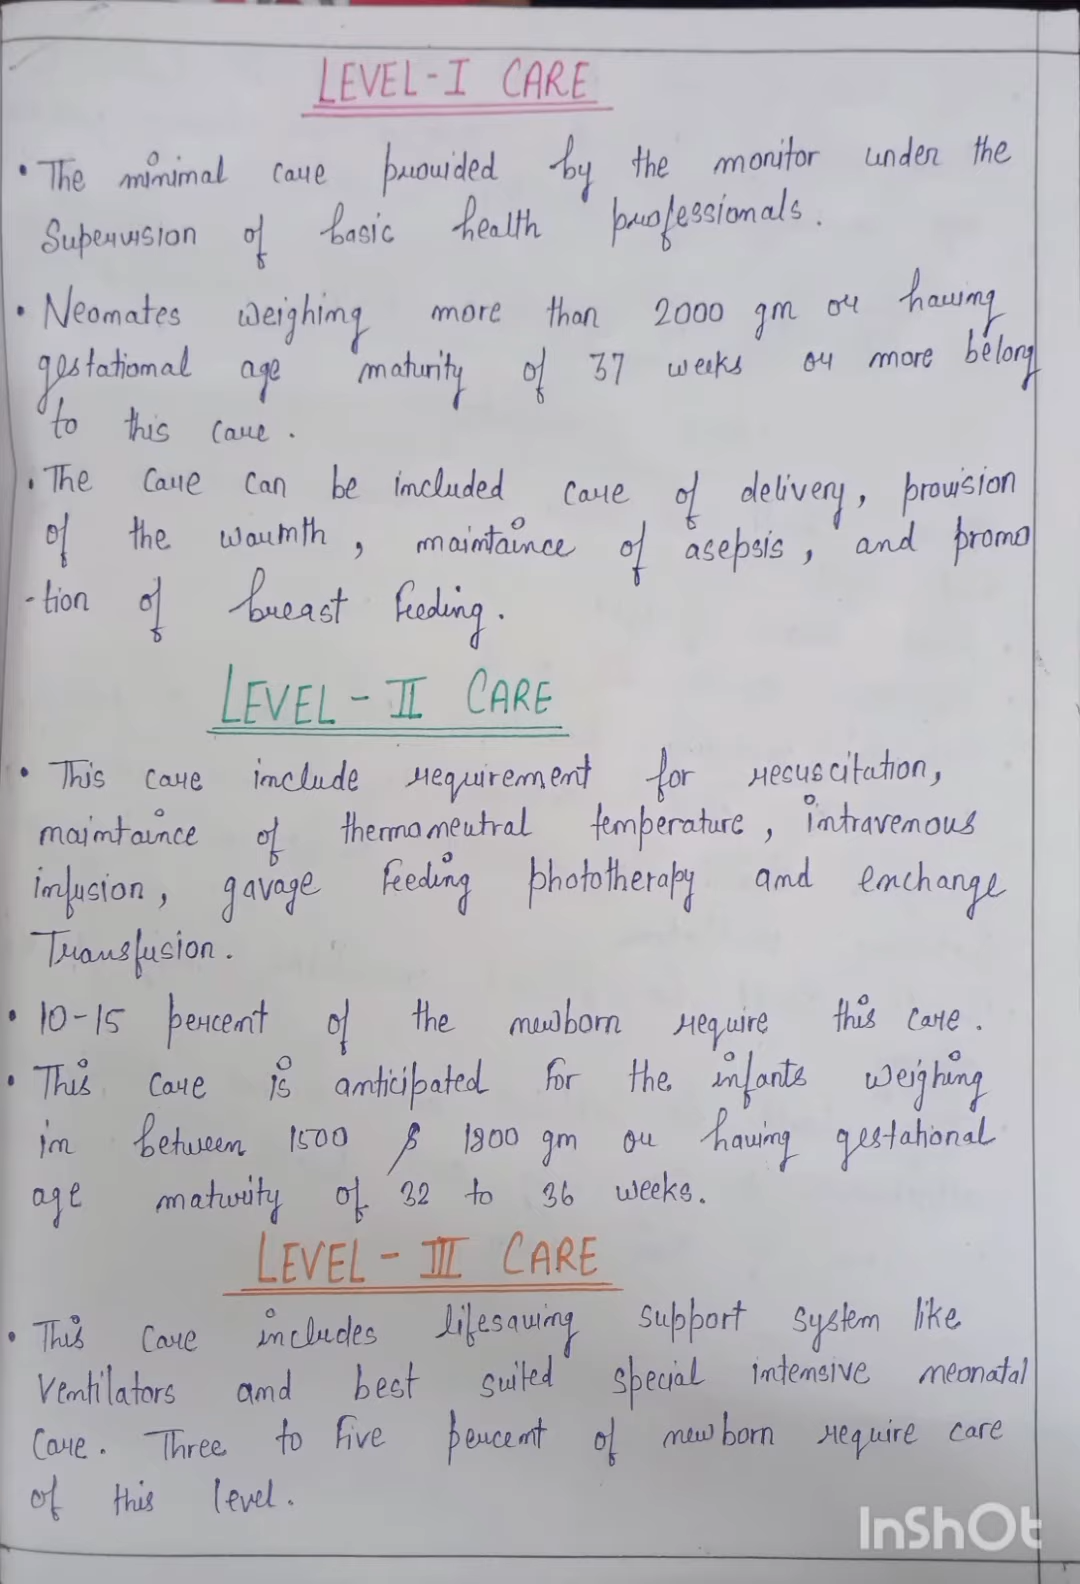 LEVEL-I CARE
• The minimal care provided by the monitor under the
Supervision of basic health professionals.
• Neonates weighing more than 2000 gm or having
gestational age maturity of 37 weeks or more belong
to this care.
• The care can be included care of delivery, provision
of the warmth, maintaince of asepsis, and promo
-tion of breast feeding.
LEVEL-II CARE
• This care include requirement for resuscitation,
maintaince of thermoneutral temperature, intravenous
infusion, gavage feeding phototherapy and exchange
Transfusion.
• 10-15 percent of the newborn require this care.
• This care is anticipated for the infants weighing
in between 1500 & 1800 gm or having gestational
age maturity of 32 to 36 weeks.
LEVEL-III CARE
• This care includes lifesaving support system like
Ventilators and best suited special intensive neonatal
Care. Three to five percent of newborn require care
of this level.
InShOt